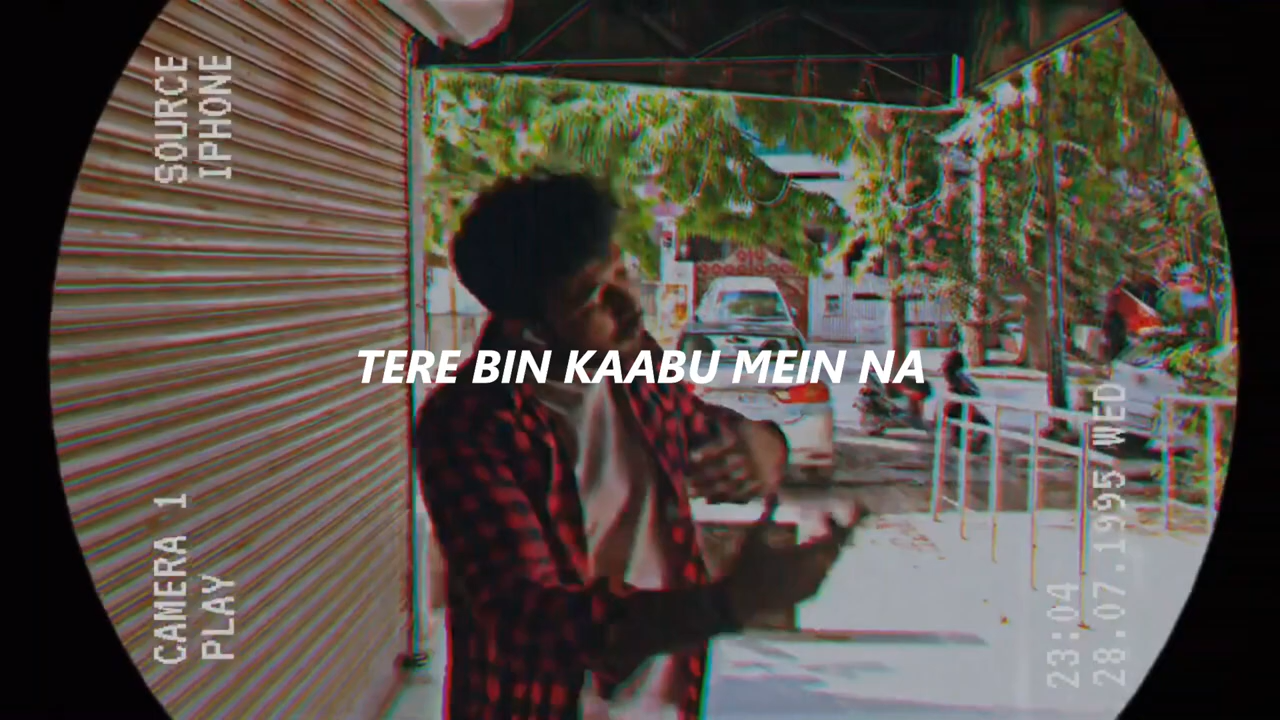 SOURCE
IPHONE
TERE BIN KAABU MEIN NA
CAMERA 1
PLAY
23:04
28.07.1995 WED